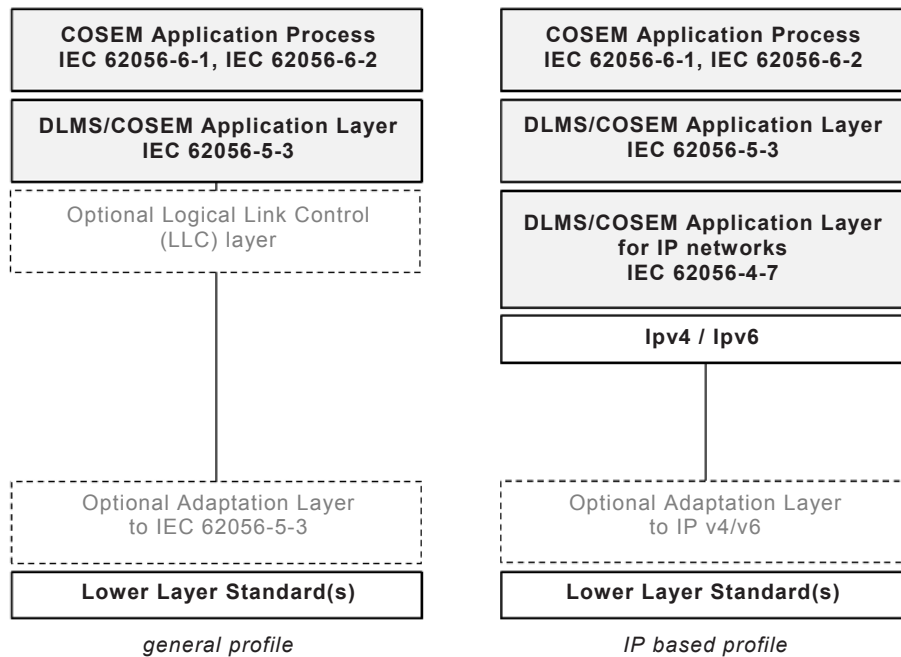 COSEM Application Process
IEC 62056-6-1, IEC 62056-6-2
DLMS/COSEM Application Layer
IEC 62056-5-3
Optional Logical Link Control
(LLC) layer
Optional Adaptation Layer
to IEC 62056-5-3
Lower Layer Standard(s)
general profile
COSEM Application Process
IEC 62056-6-1, IEC 62056-6-2
DLMS/COSEM Application Layer
IEC 62056-5-3
DLMS/COSEM Application Layer
for IP networks
IEC 62056-4-7
Ipv4 / Ipv6
Optional Adaptation Layer
to IP v4/v6
Lower Layer Standard(s)
IP based profile